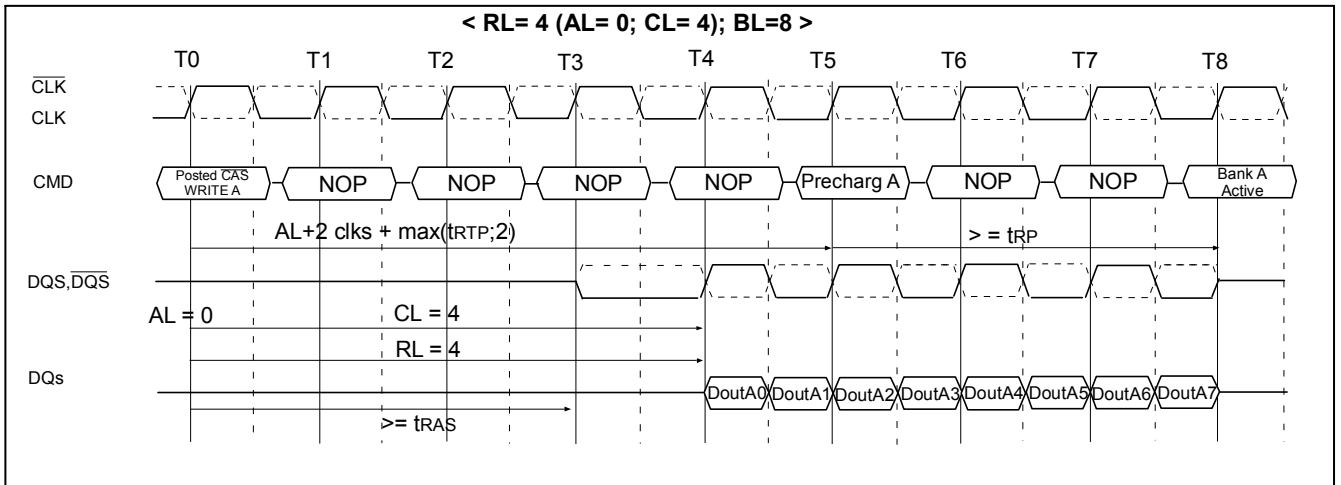 < RL= 4 (AL= 0; CL= 4); BL=8 >
T0 T1 T2 T3 T4 T5 T6 T7 T8
CLK
CLK
CMD
Posted CAS WRITE A
NOP NOP NOP NOP Precharg A NOP NOP
Bank A Active
AL+2 clks + max(tRTP;2)
> = tRP
DQS,DQS
AL = 0
CL = 4
RL = 4
DQs
DoutA0 DoutA1 DoutA2 DoutA3 DoutA4 DoutA5 DoutA6 DoutA7
>= tRAS